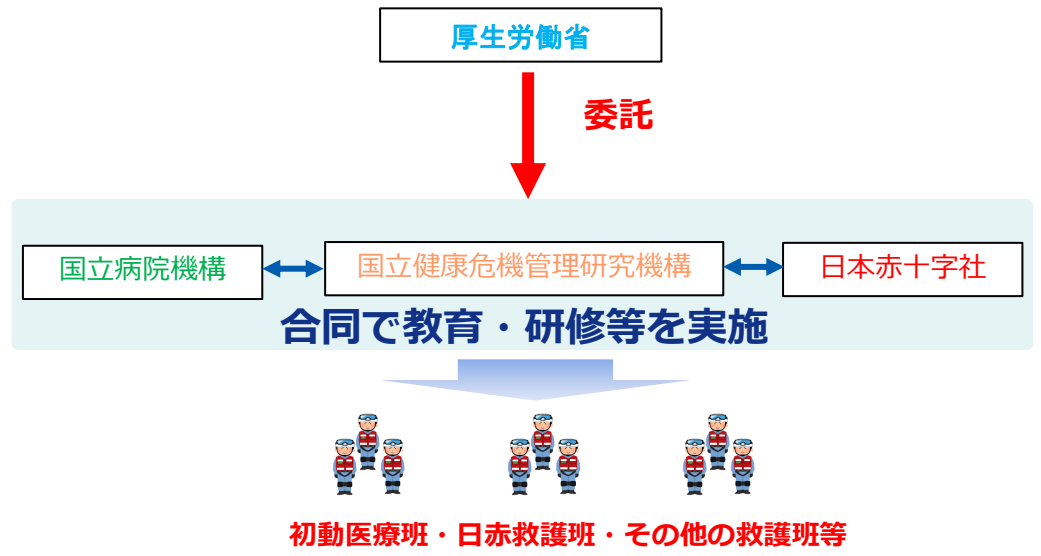 厚生労働省
委託
国立病院機構
国立健康危機管理研究機構
日本赤十字社
合同で教育・研修等を実施
初動医療班・日赤救護班・その他の救護班等